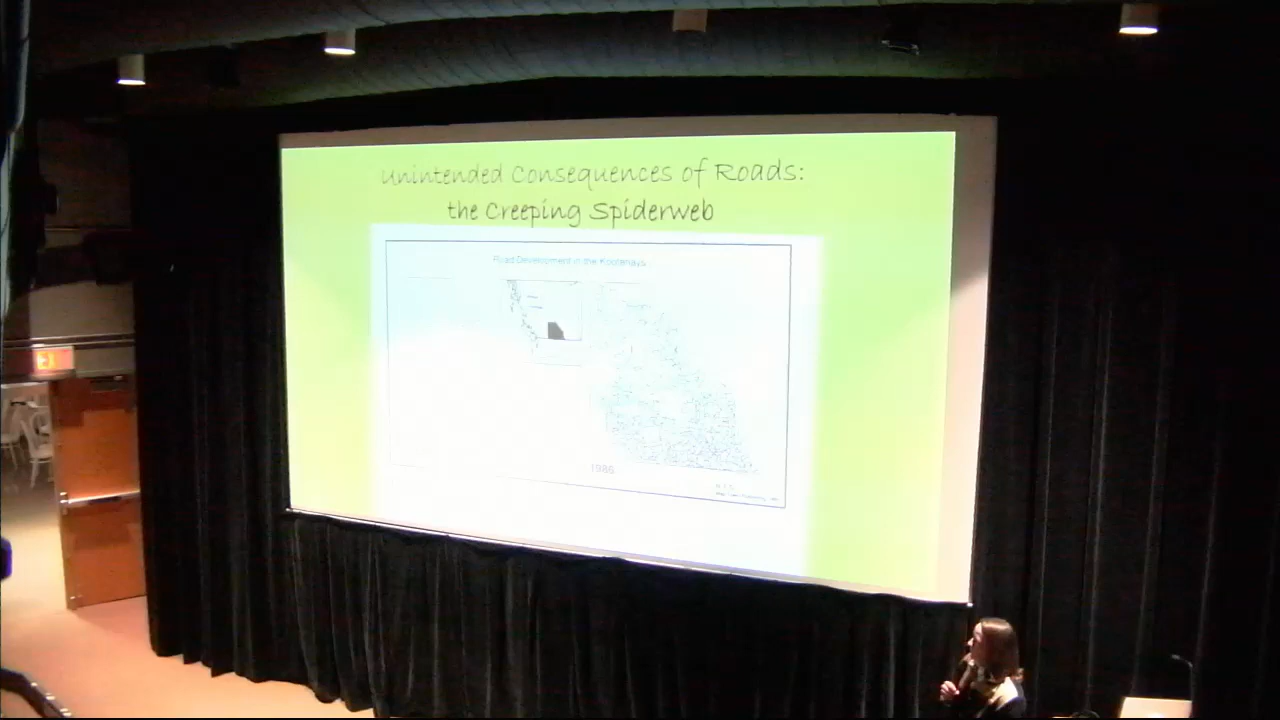 Unintended Consequences of Roads:
the Creeping Spiderweb
Road Development in the Kootenays
1986